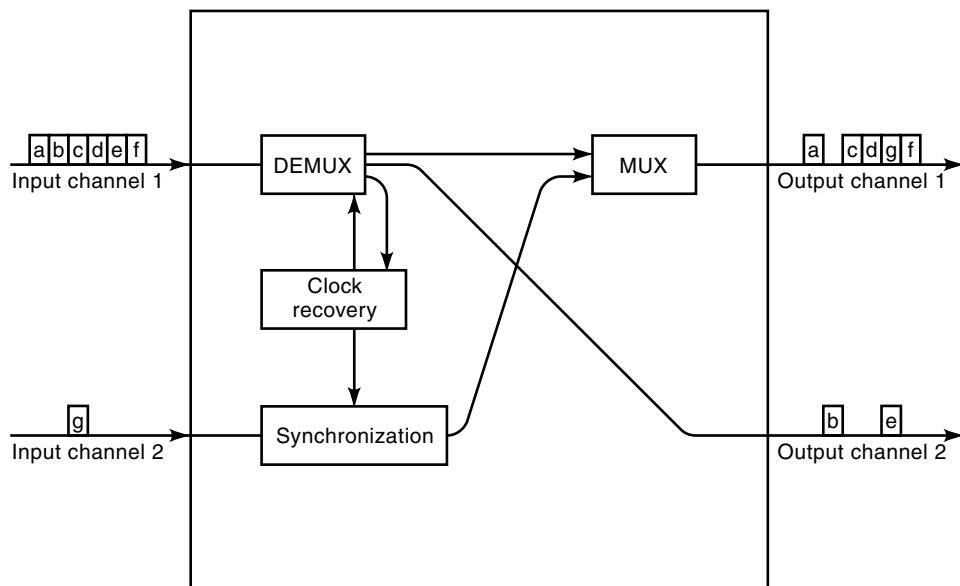 a b c d e f
Input channel 1
DEMUX
MUX
a c d g f
Output channel 1
Clock
recovery
g
Input channel 2
Synchronization
b e
Output channel 2